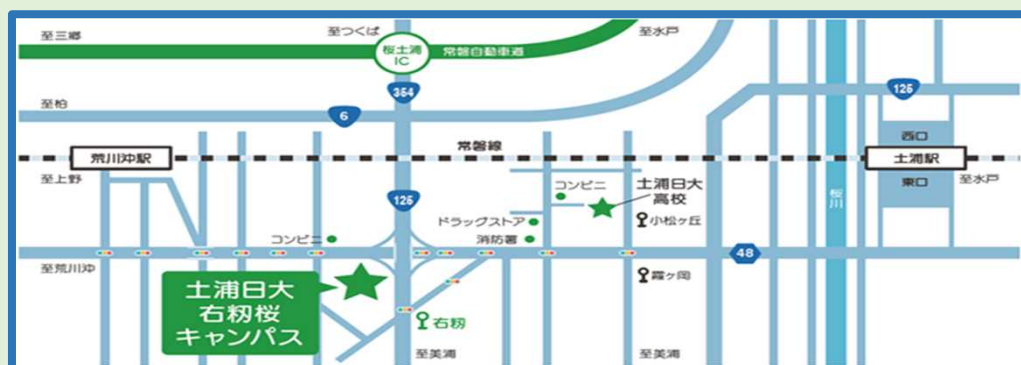 至三郷
至つくば
至水戸
桜土浦
IC
常磐自動車道
354
125
至柏
6
西口
荒川沖駅
常磐線
土浦駅
至上野
東口
至水戸
コンビニ
土浦日大
高校
125
桜川
ドラッグストア
小松ヶ丘
コンビニ
消防署
48
至荒川沖
霞ヶ岡
土浦日大
右籾桜
キャンパス
右籾
至美浦
至美浦